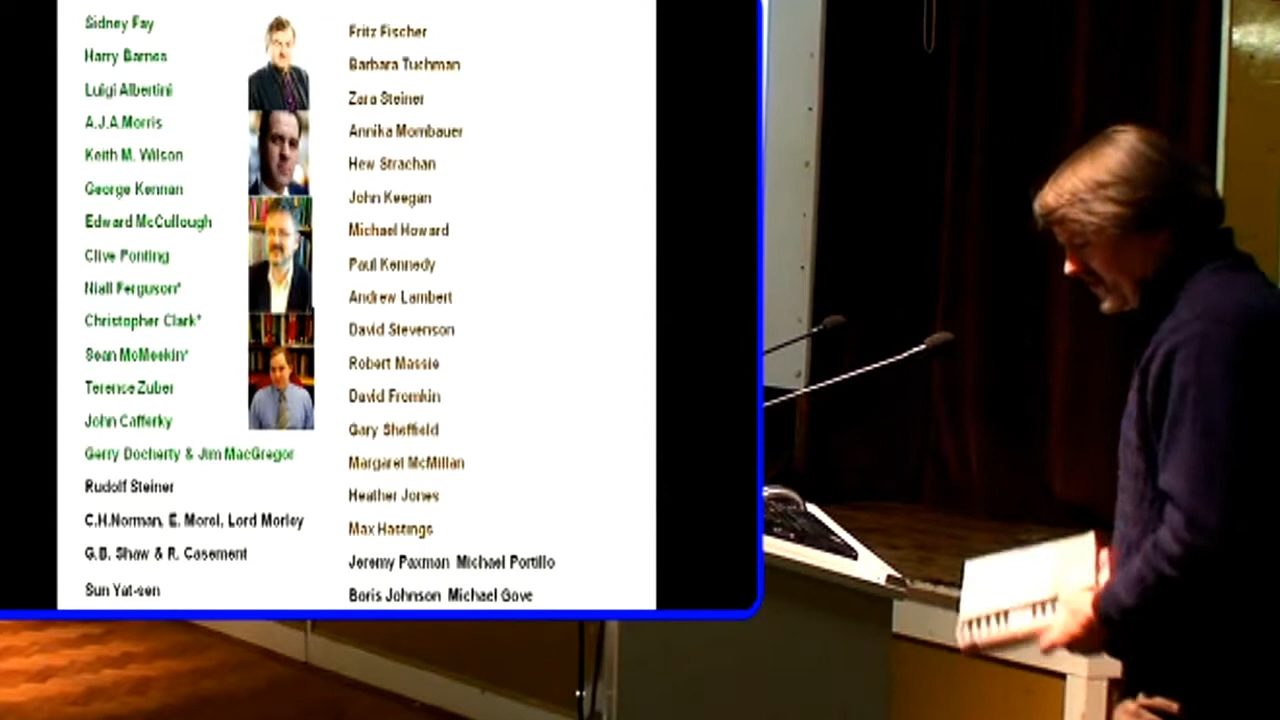 Sidney Fay
Harry Barnes
Luigi Albertini
A.J.A.Morris
Keith M. Wilson
George Kennan
Edward McCullough
Clive Ponting
Niall Ferguson*
Christopher Clark*
Sean McMeekin*
Terence Zuber
John Cafferky
Gerry Docherty & Jim MacGregor
Rudolf Steiner
C.H.Norman, E. Morel, Lord Morley
G.B. Shaw & R. Casement
Sun Yat-sen
Fritz Fischer
Barbara Tuchman
Zara Steiner
Annika Mombauer
Hew Strachan
John Keegan
Michael Howard
Paul Kennedy
Andrew Lambert
David Stevenson
Robert Massie
David Fromkin
Gary Sheffield
Margaret McMillan
Heather Jones
Max Hastings
Jeremy Paxman Michael Portillo
Boris Johnson Michael Gove